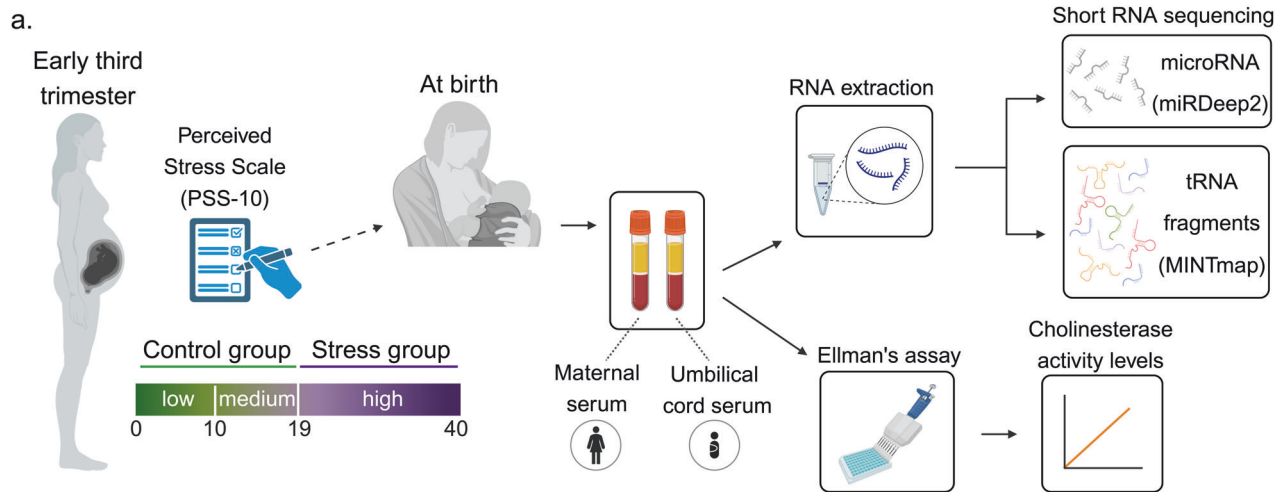 a.
Early third
trimester
Perceived
Stress Scale
(PSS-10)
At birth
Control group
Stress group
low
medium
high
0
10
19
40
Maternal
serum
Umbilical
cord serum
RNA extraction
Short RNA sequencing
microRNA
(miRDeep2)
tRNA
fragments
(MINTmap)
Ellman's assay
Cholinesterase
activity levels